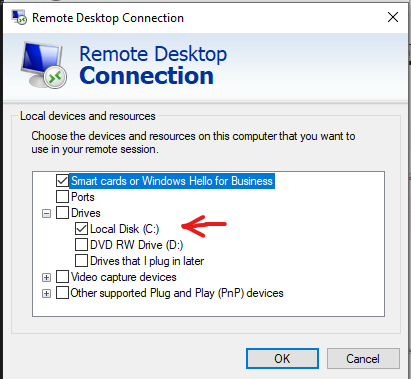 Remote Desktop Connection
Remote Desktop
Connection
Local devices and resources
Choose the devices and resources on this computer that you want to
use in your remote session.
Smart cards or Windows Hello for Business
Ports
Drives
Local Disk (C:)
DVD RW Drive (D:)
Drives that I plug in later
Video capture devices
Other supported Plug and Play (PnP) devices
OK
Cancel